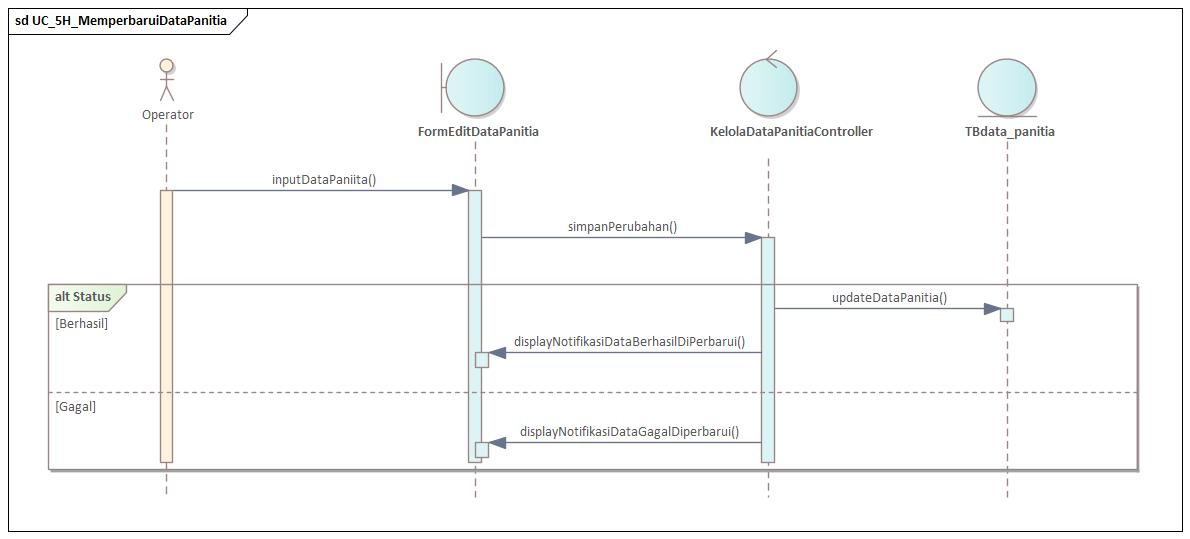 sd UC_5H_MemperbaruiDataPanitia
Operator
FormEditDataPanitia
KelolaDataPanitiaController
TBdata_panitia
inputDataPaniita()
simpanPerubahan()
alt Status
updateDataPanitia()
[Berhasil]
displayNotifikasiDataBerhasilDiPerbarui()
[Gagal]
displayNotifikasiDataGagalDiperbarui()